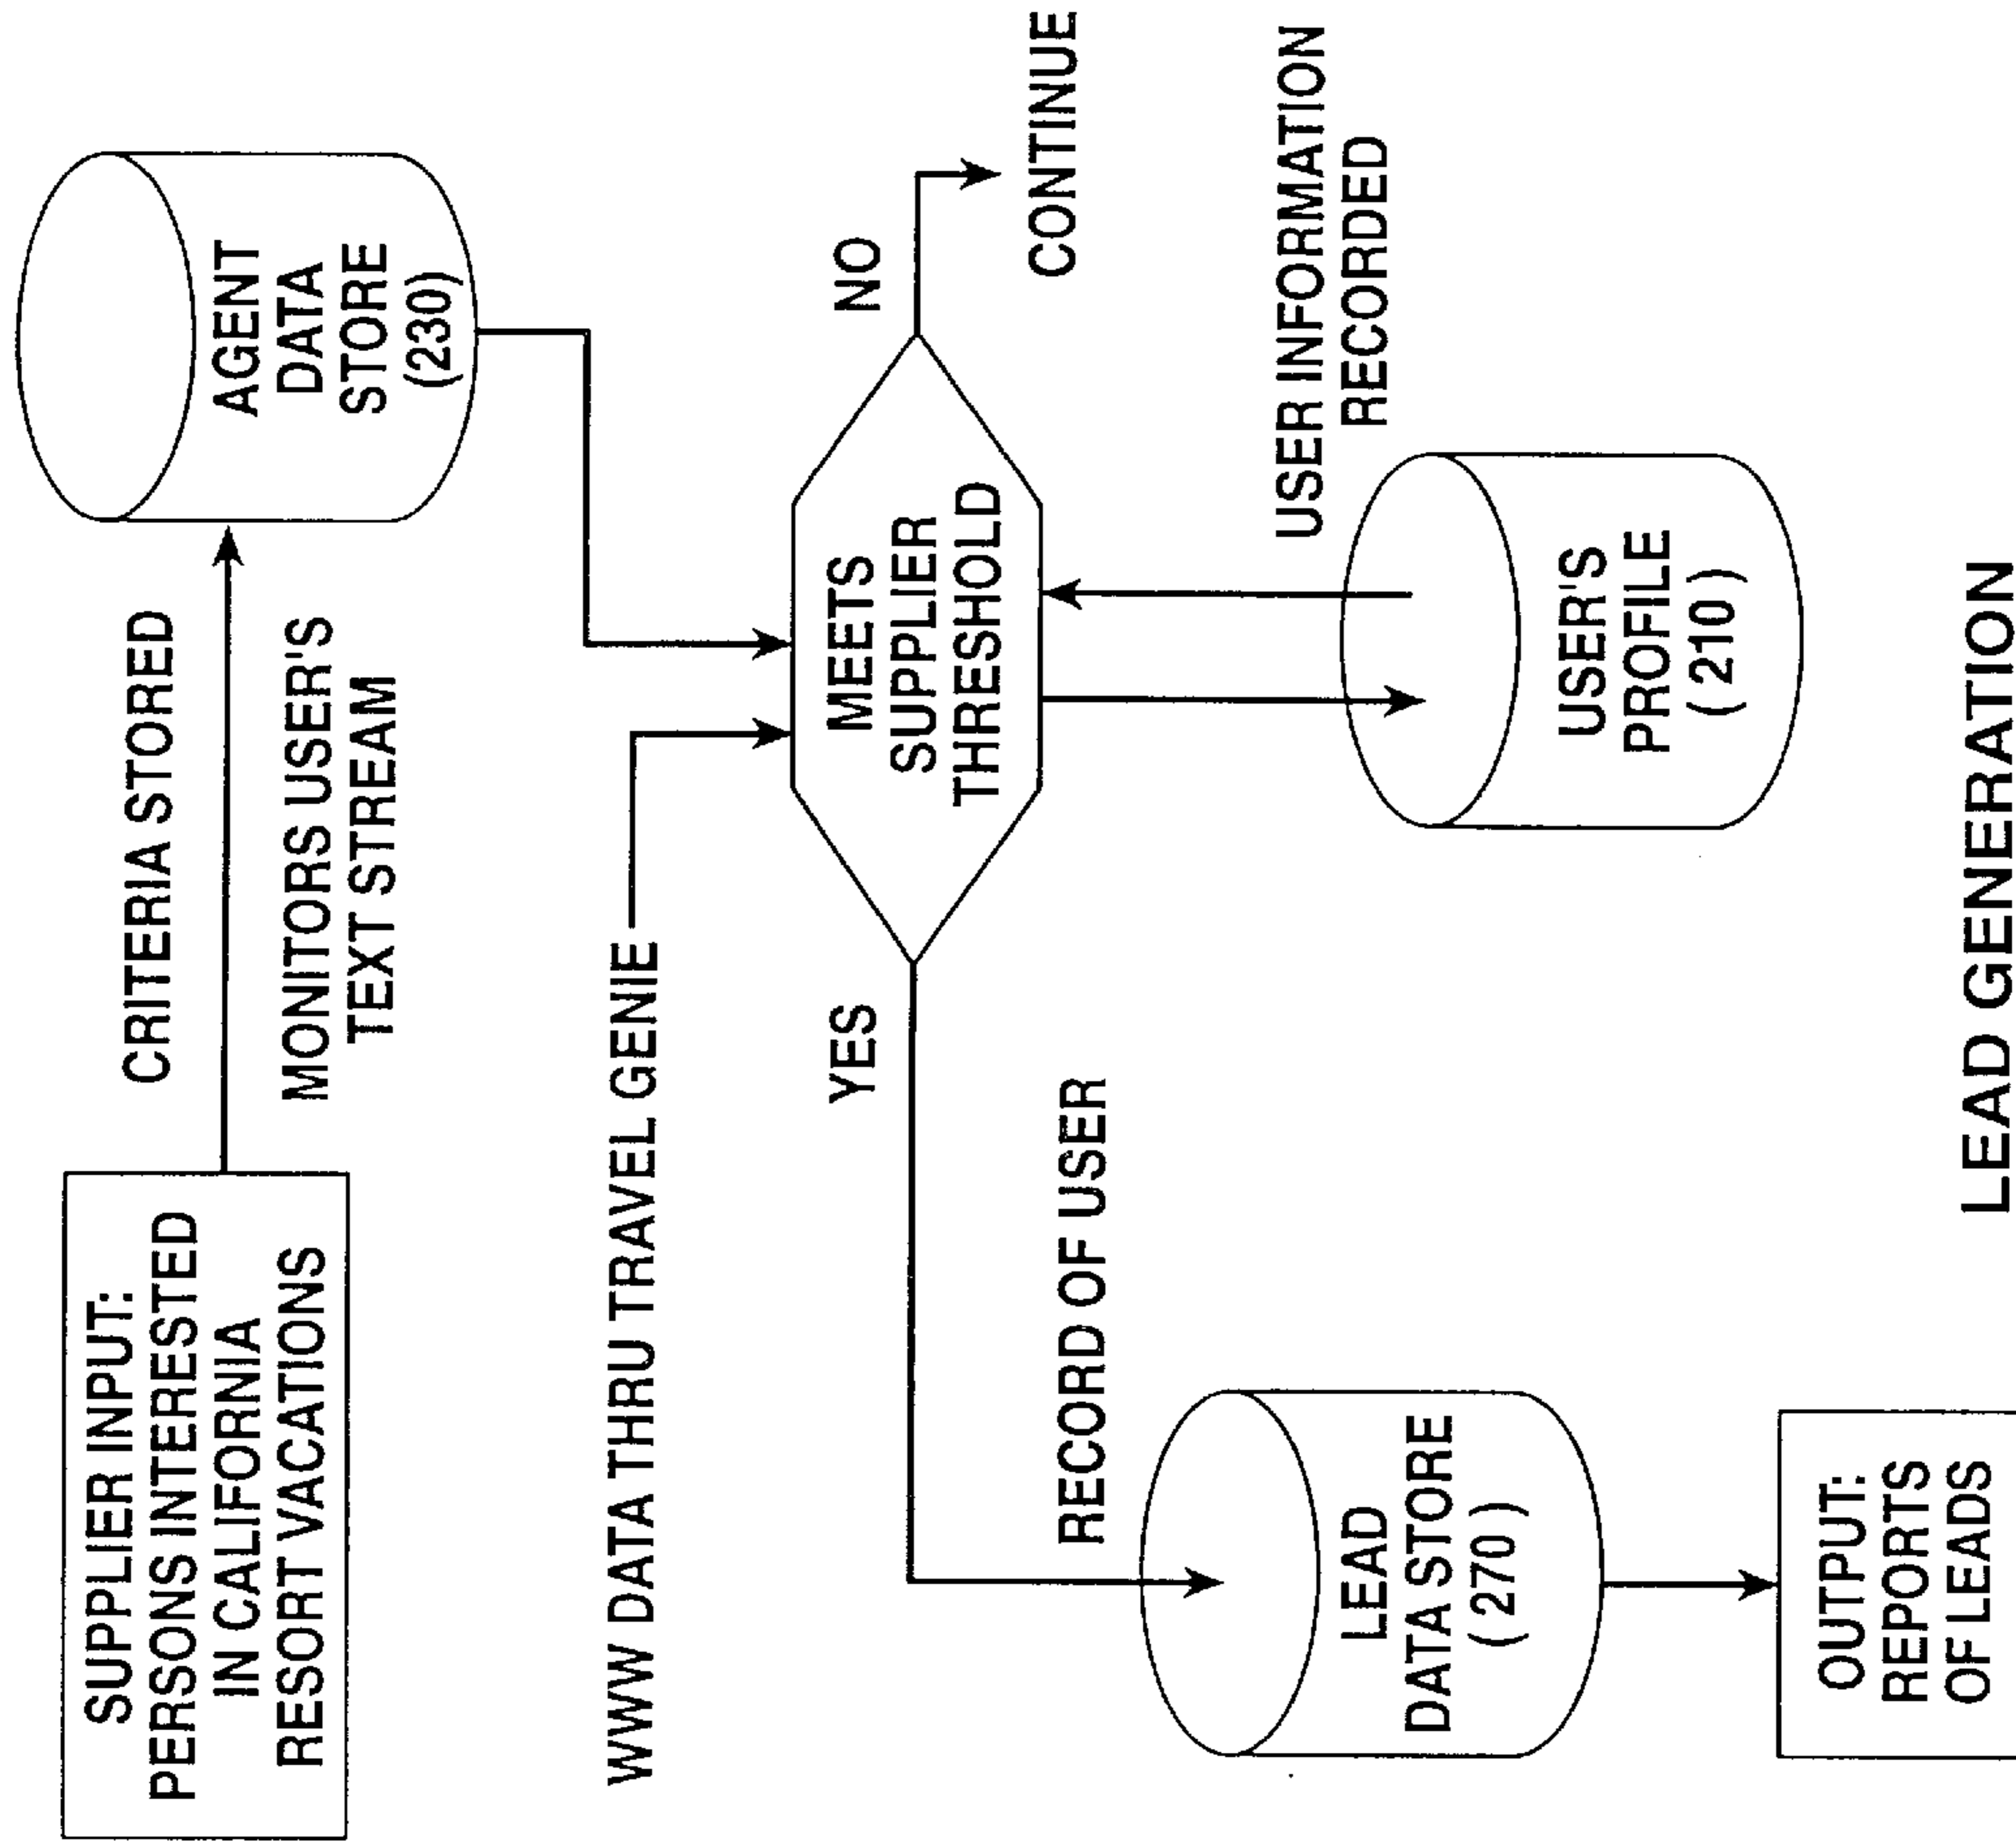 SUPPLIER INPUT:
PERSONS INTERESTED
IN CALIFORNIA
RESORT VACATIONS
CRITERIA STORED
MONITORS USER'S
TEXT STREAM
AGENT
DATA
STORE
(230)
WWW DATA THRU TRAVEL GENIE
YES
MEETS
SUPPLIER
THRESHOLD
NO
CONTINUE
RECORD OF USER
USER INFORMATION
RECORDED
LEAD
DATA STORE
( 270 )
USER'S
PROFILE
( 210 )
OUTPUT:
REPORTS
OF LEADS
LEAD GENERATION